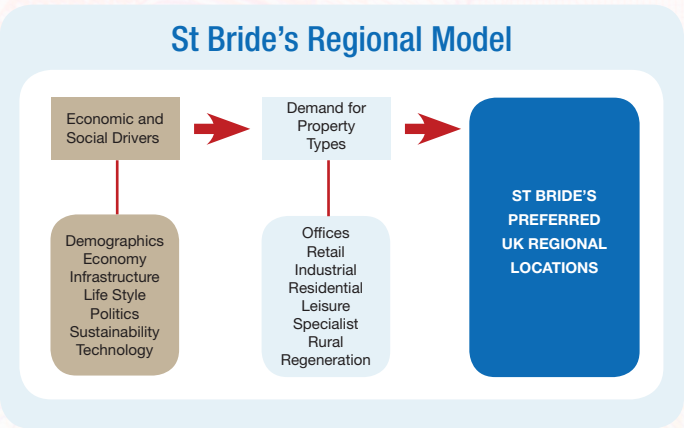 St Bride’s Regional Model
Economic and
Social Drivers
Demand for
Property
Types
Demographics
Economy
Infrastructure
Life Style
Politics
Sustainability
Technology
Offices
Retail
Industrial
Residential
Leisure
Specialist
Rural
Regeneration
ST BRIDE’S
PREFERRED
UK REGIONAL
LOCATIONS